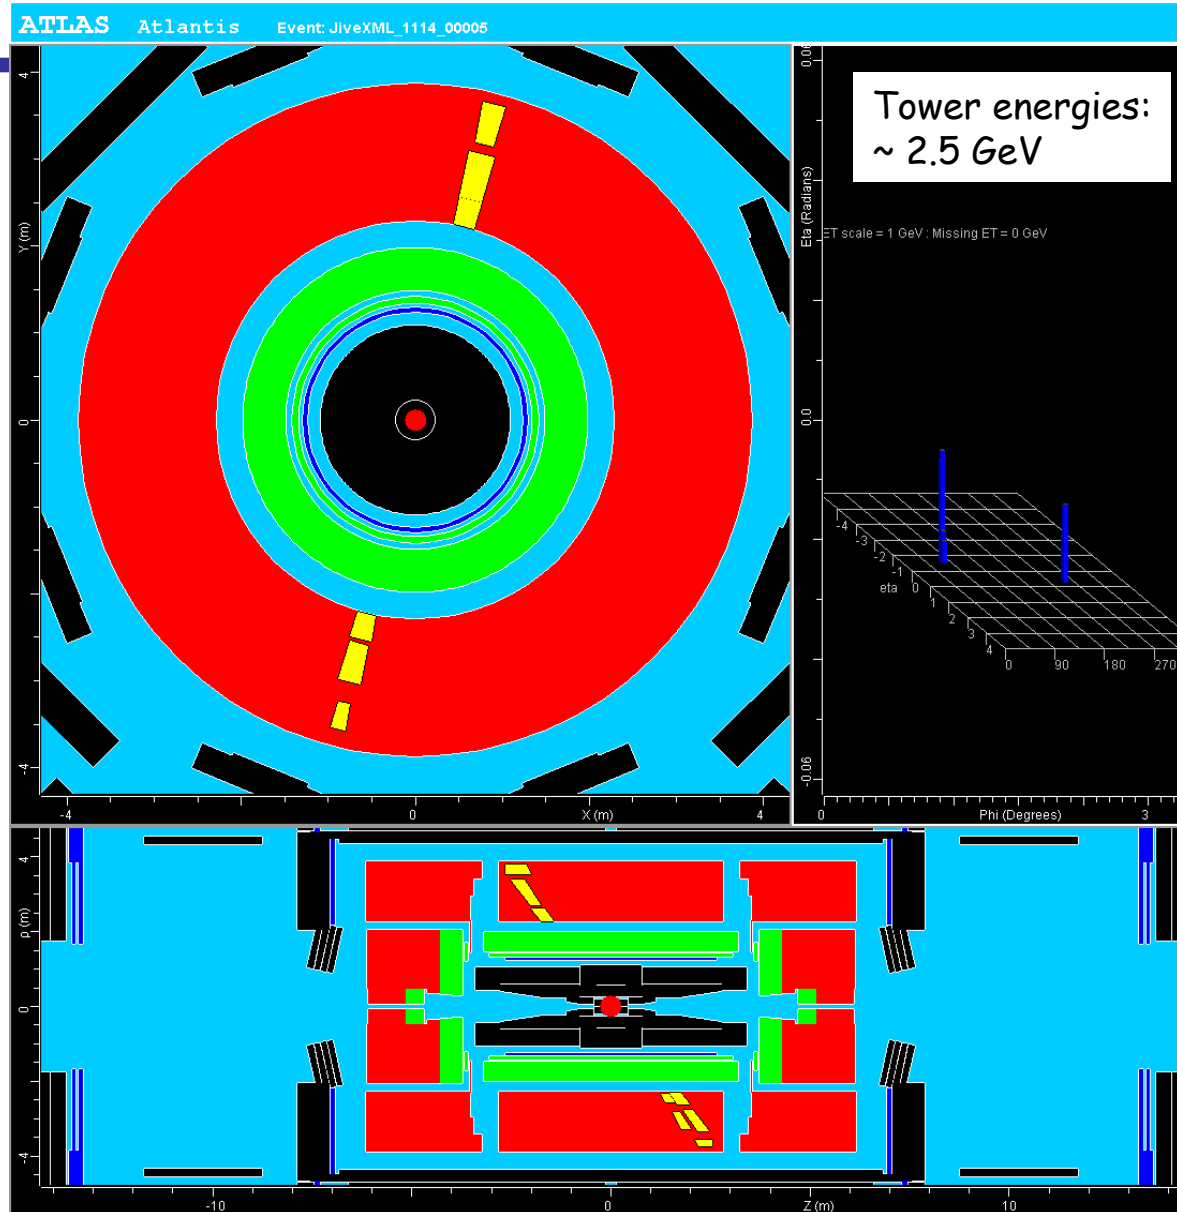 ATLAS Atlantis Event: JiveXML_1114_00005
Tower energies:
~ 2.5 GeV
ET scale = 1 GeV : Missing ET = 0 GeV
4
Y (m)
0
-4
-4 0 X (m) 4
0.06
Eta (Radians)
0.0
-0.06
-4
-3
-2
-1
0
1
2
3
4
eta
0 90 180 270
0 Phi (Degrees) 3
4
ρ (m)
0
-4
-10 0 Z (m) 10